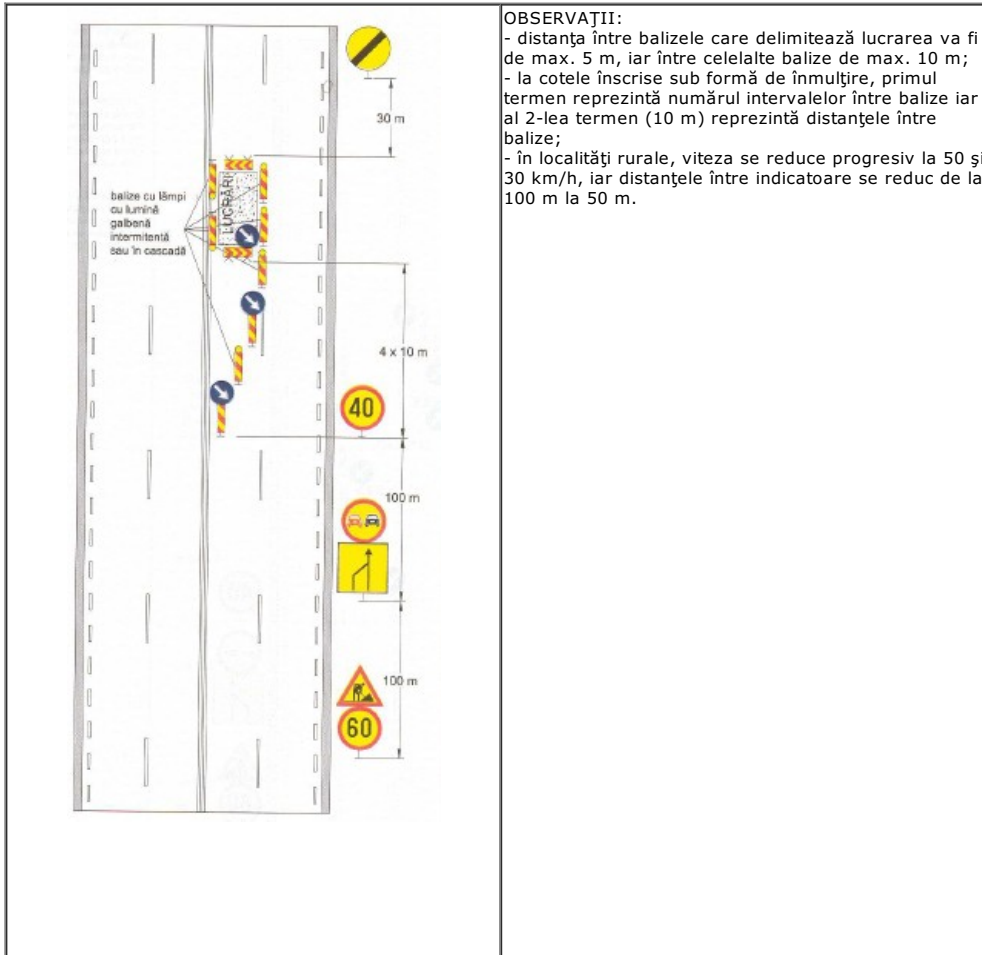 30 m
LUCRĂRI
balize cu lămpi
cu lumină
galbenă
intermitentă
sau în cascadă
4 x 10 m
40
100 m
100 m
60
OBSERVAŢII:
- distanţa între balizele care delimitează lucrarea va fi
de max. 5 m, iar între celelalte balize de max. 10 m;
- la cotele înscrise sub formă de înmulţire, primul
termen reprezintă numărul intervalelor între balize iar
al 2-lea termen (10 m) reprezintă distanţele între
balize;
- în localităţi rurale, viteza se reduce progresiv la 50 şi
30 km/h, iar distanţele între indicatoare se reduc de la
100 m la 50 m.